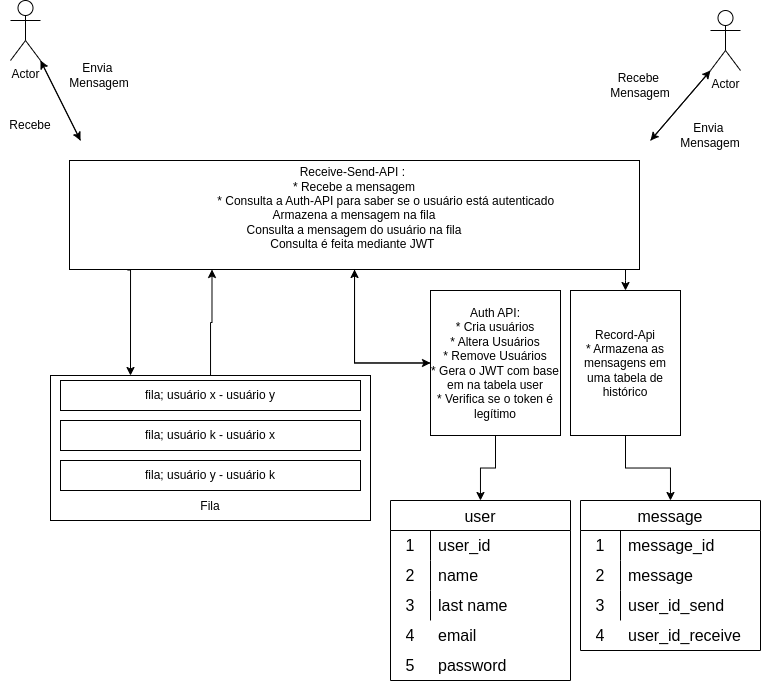 Actor
Envia
Mensagem
Recebe
Recebe
Mensagem
Actor
Envia
Mensagem
Receive-Send-API :
* Recebe a mensagem
* Consulta a Auth-API para saber se o usuário está autenticado
Armazena a mensagem na fila
Consulta a mensagem do usuário na fila
Consulta é feita mediante JWT
Auth API:
* Cria usuários
* Altera Usuários
* Remove Usuários
* Gera o JWT com base
em na tabela user
* Verifica se o token é
legítimo
Record-Api
* Armazena as
mensagens em
uma tabela de
histórico
fila; usuário x - usuário y
fila; usuário k - usuário x
fila; usuário y - usuário k
Fila
user
1 user_id
2 name
3 last name
4 email
5 password
message
1 message_id
2 message
3 user_id_send
4 user_id_receive